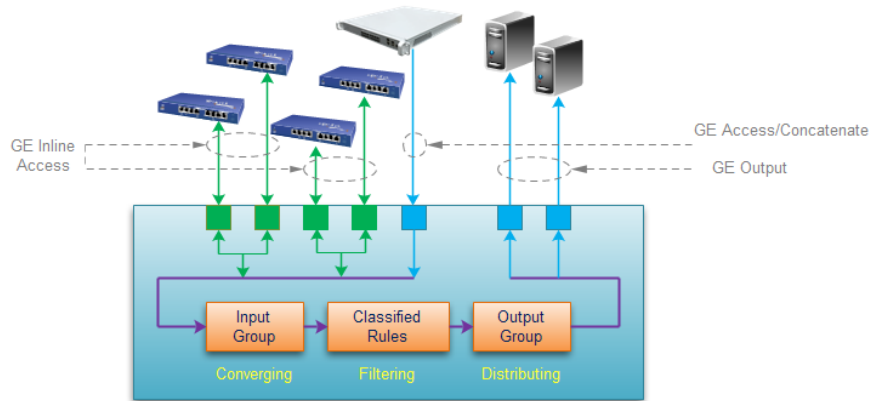 GE Inline
Access
GE Access/Concatenate
GE Output
Input
Group
Classified
Rules
Output
Group
Converging
Filtering
Distributing